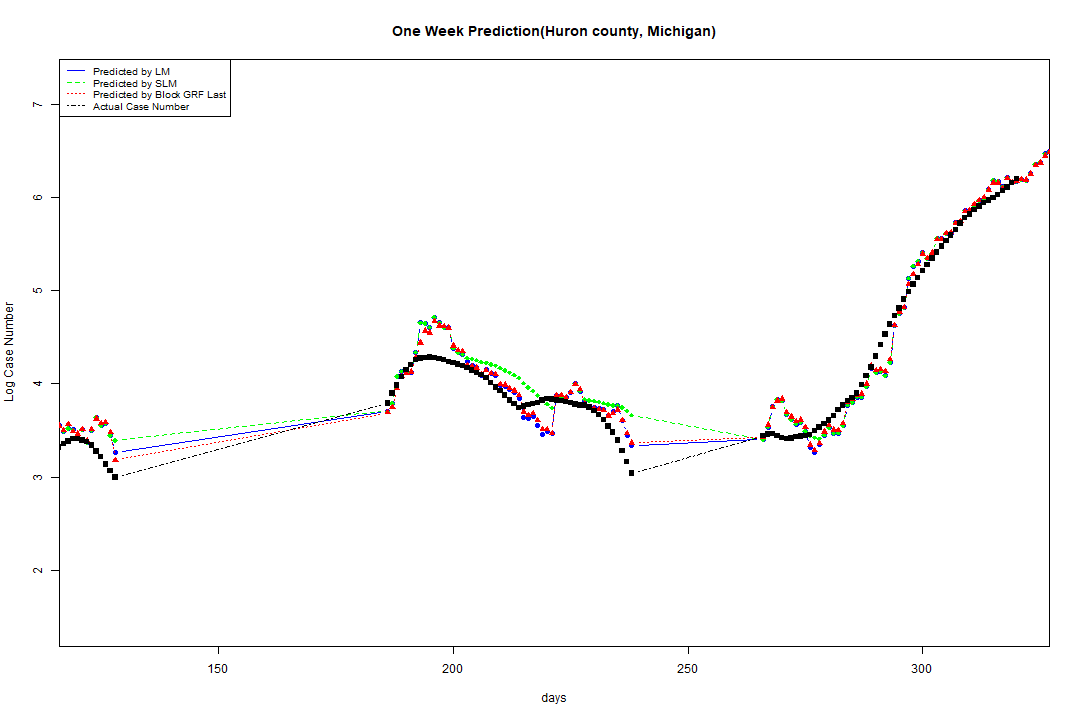 One Week Prediction(Huron county, Michigan)
Predicted by LM
Predicted by SLM
Predicted by Block GRF Last
Actual Case Number
7
6
5
4
3
2
Log Case Number
150 200 250 300
days